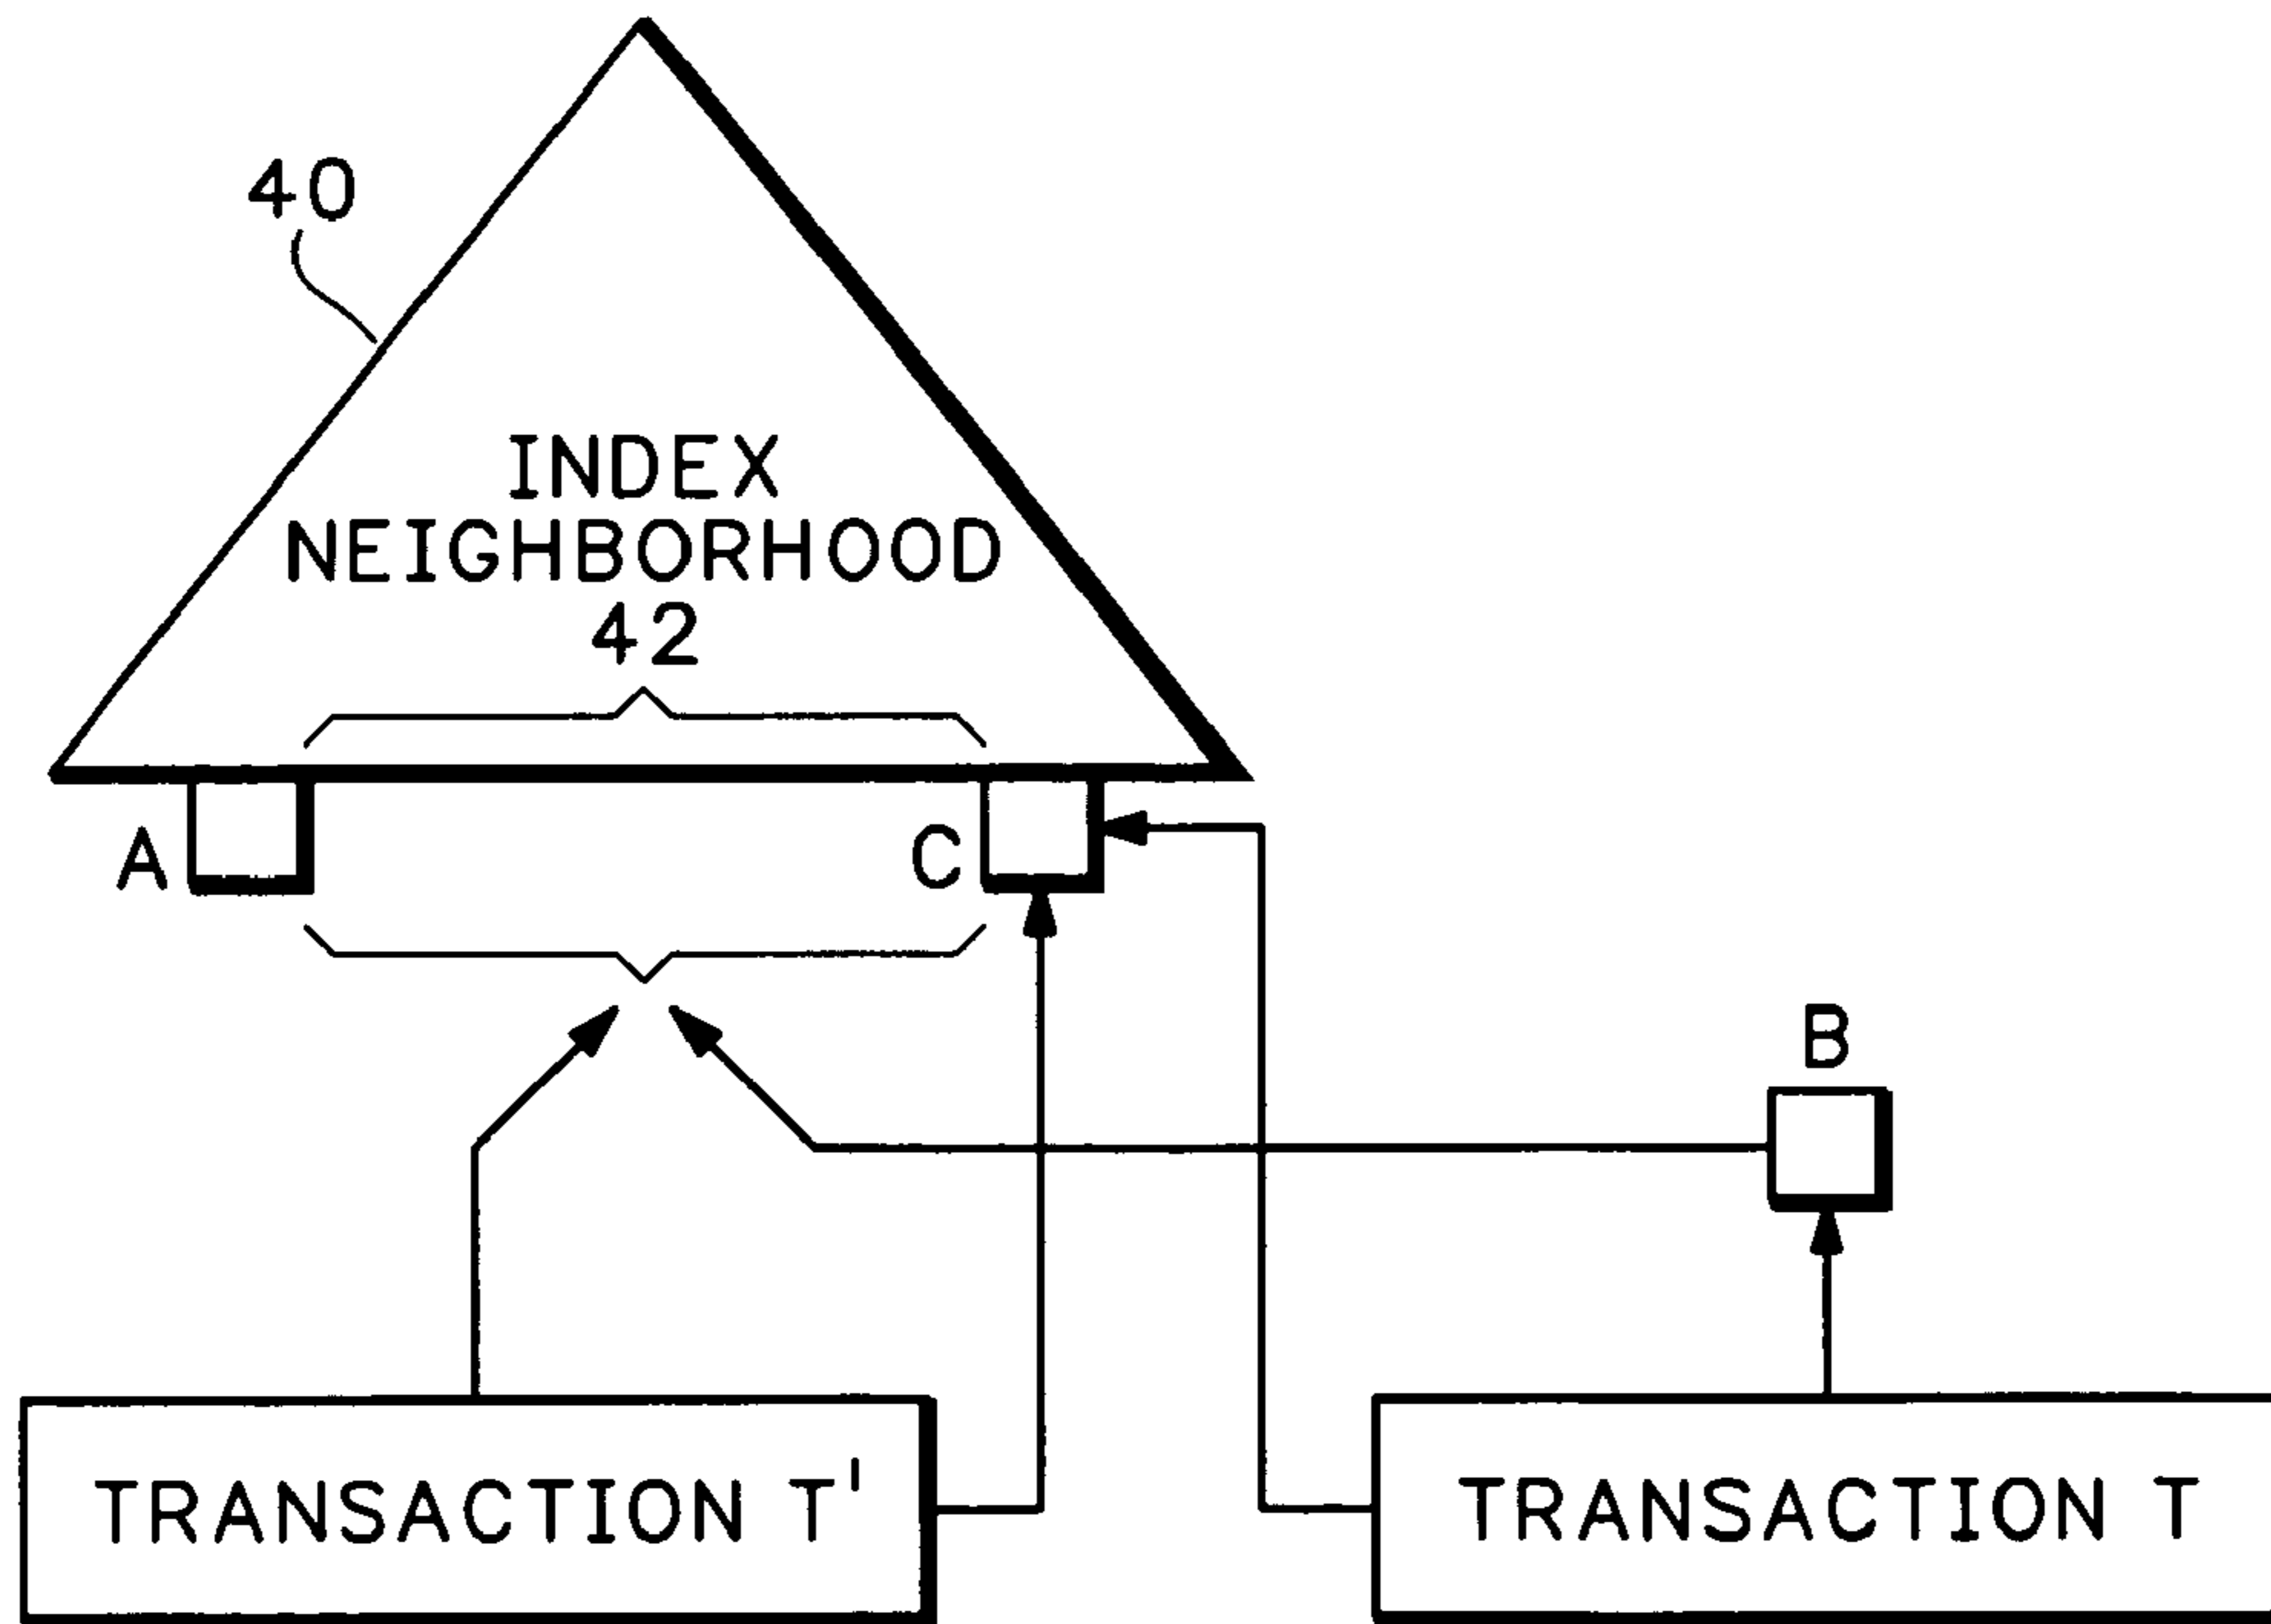 40
INDEX
NEIGHBORHOOD
42
A
C
B
TRANSACTION T'
TRANSACTION T